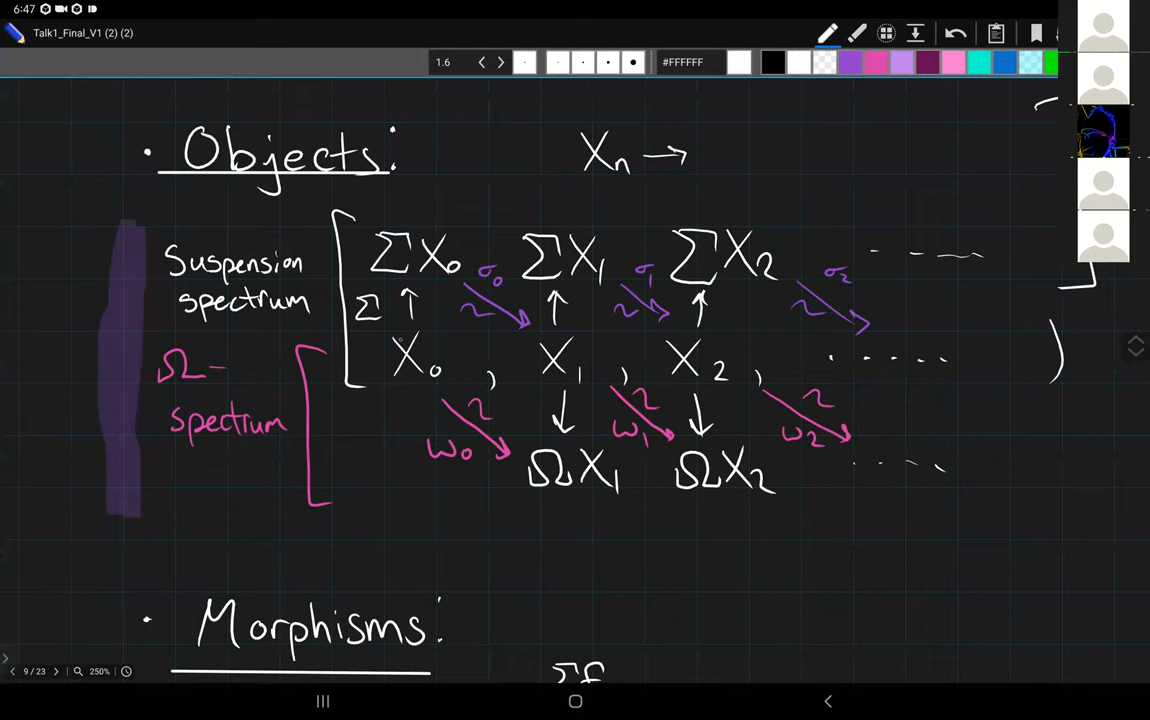 6:47
Talk1_Final_V1 (2) (2)
1.6 #FFFFFF
• Objects:
Xₙ →
Suspension spectrum
ΣX₀ ΣX₁ ΣX₂ - - - - -
σ₀ σ₁ σ₂
Σ ↑ ~ ↑ ~ ↑ ~
X₀ , X₁ , X₂ , . . . . . )
Ω-
spectrum
~ ↓ ~ ↓ ~
ω₀ ω₁ ω₂
ΩX₁ ΩX₂ . . . .
• Morphisms:
Σf
9 / 23 250%